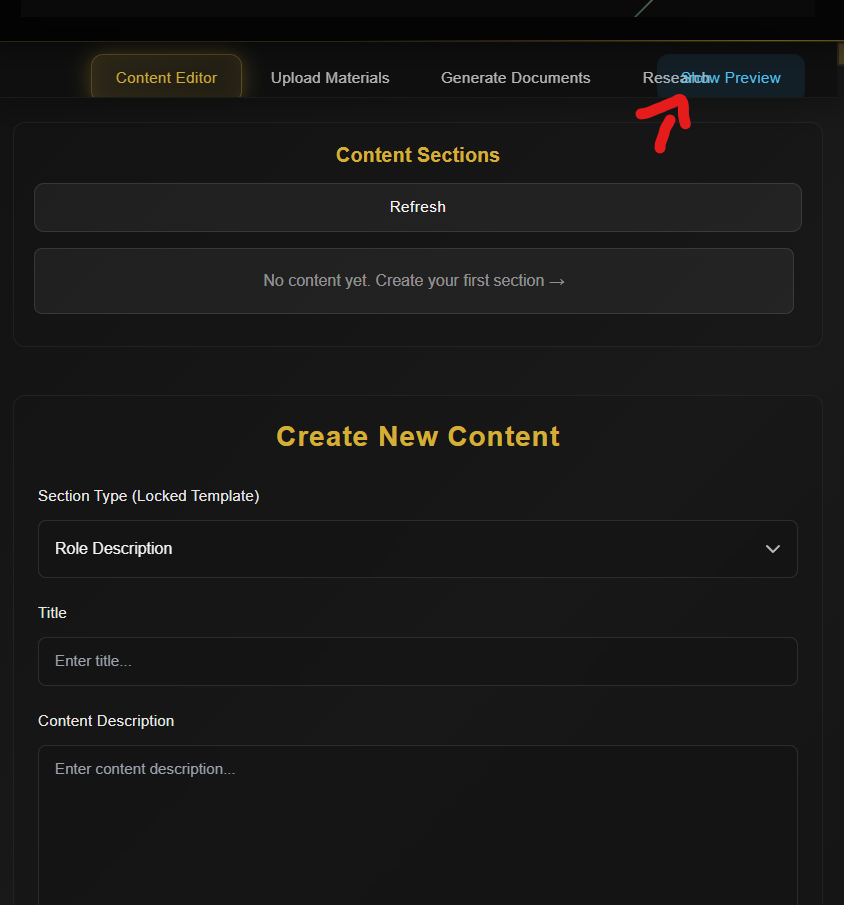 Content Editor Upload Materials Generate Documents Research Show Preview
Content Sections
Refresh
No content yet. Create your first section →
Create New Content
Section Type (Locked Template)
Role Description
Title
Enter title...
Content Description
Enter content description...